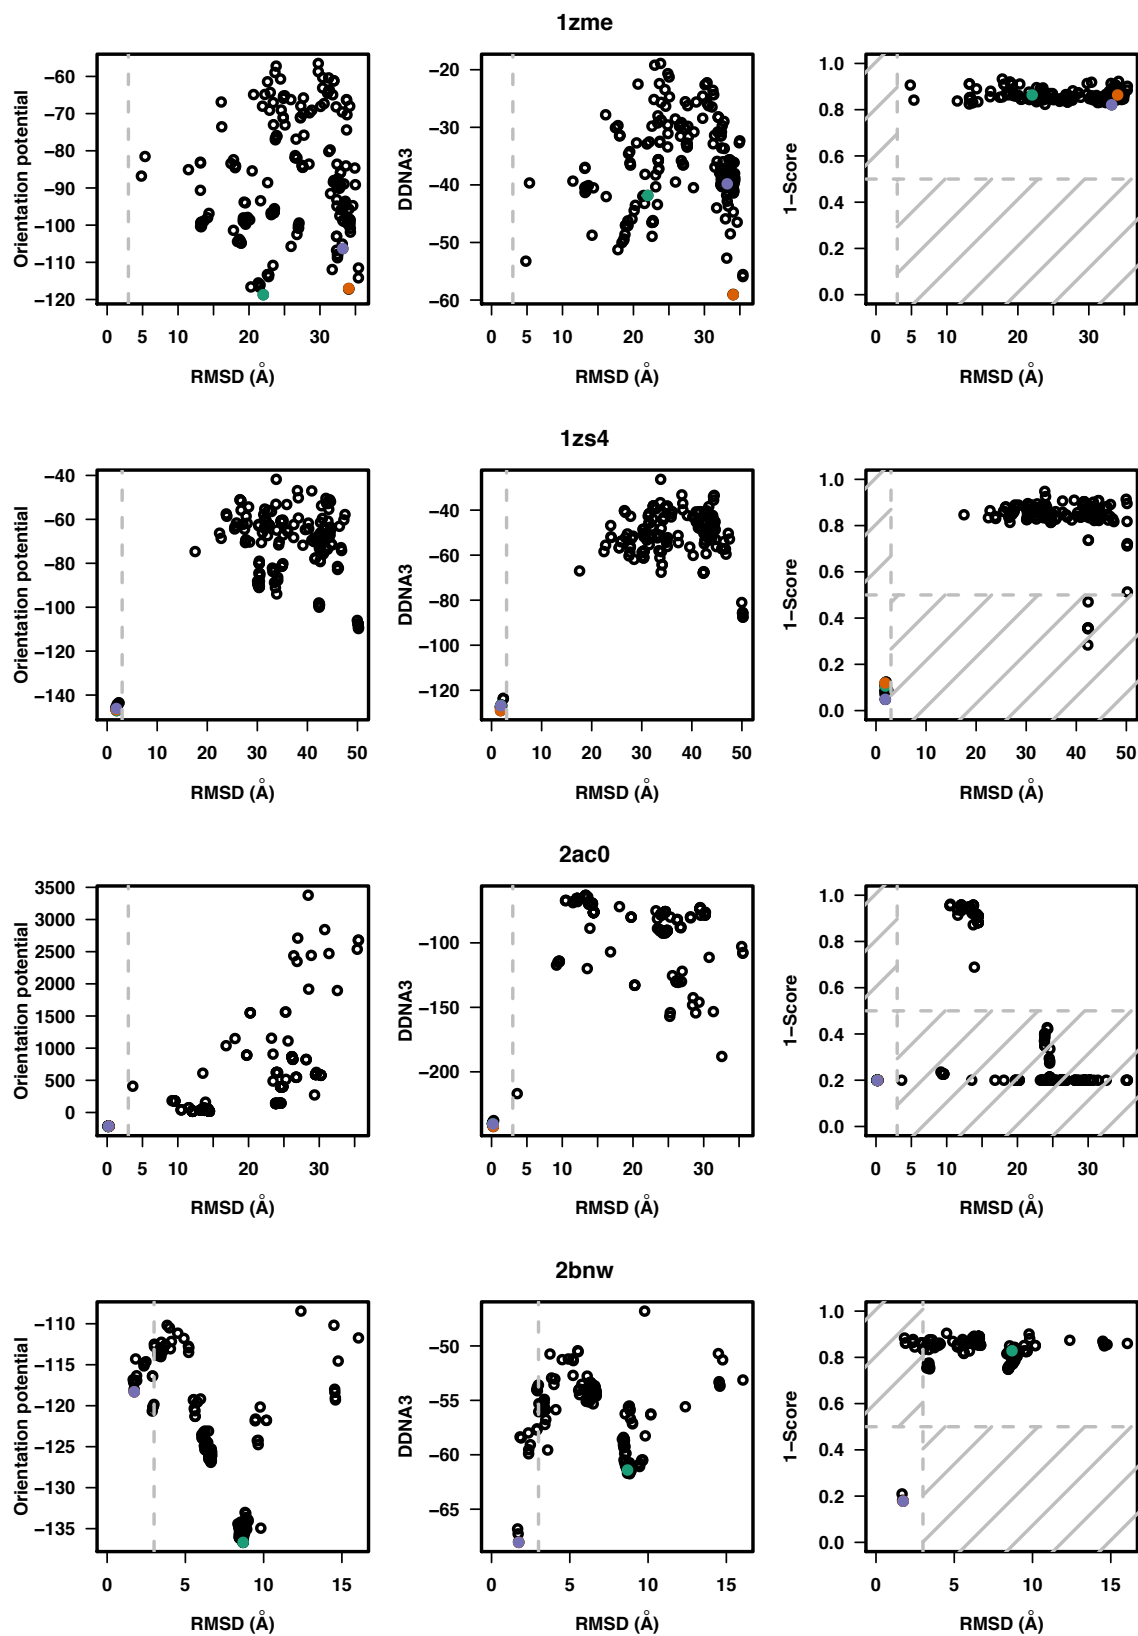 1zme
Orientation potential
−60
−70
−80
−90
−100
−110
−120
0 5 10 20 30
RMSD (Å)
DDNA3
−20
−30
−40
−50
−60
0 5 10 20 30
RMSD (Å)
1−Score
1.0
0.8
0.6
0.4
0.2
0.0
0 5 10 20 30
RMSD (Å)
1zs4
Orientation potential
−40
−60
−80
−100
−120
−140
0 10 20 30 40 50
RMSD (Å)
DDNA3
−40
−60
−80
−100
−120
0 10 20 30 40 50
RMSD (Å)
1−Score
1.0
0.8
0.6
0.4
0.2
0.0
0 10 20 30 40 50
RMSD (Å)
2ac0
Orientation potential
3500
3000
2500
2000
1500
1000
500
0
0 5 10 20 30
RMSD (Å)
DDNA3
−100
−150
−200
0 5 10 20 30
RMSD (Å)
1−Score
1.0
0.8
0.6
0.4
0.2
0.0
0 5 10 20 30
RMSD (Å)
2bnw
Orientation potential
−110
−115
−120
−125
−130
−135
0 5 10 15
RMSD (Å)
DDNA3
−50
−55
−60
−65
0 5 10 15
RMSD (Å)
1−Score
1.0
0.8
0.6
0.4
0.2
0.0
0 5 10 15
RMSD (Å)